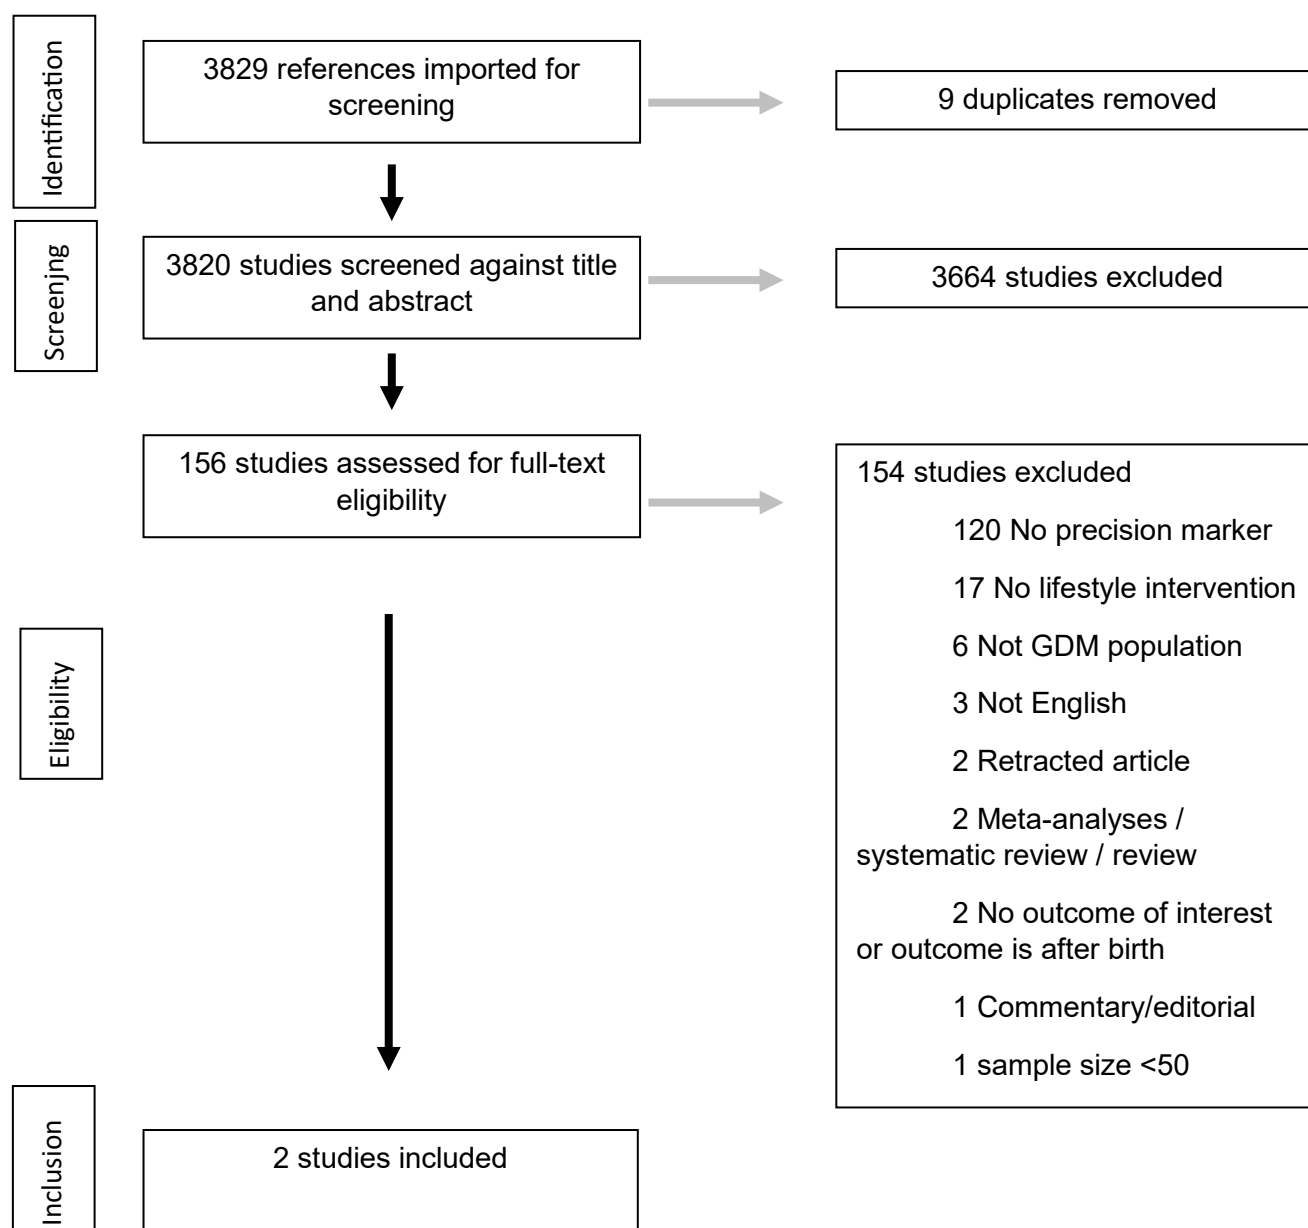 Identification
3829 references imported for
screening
9 duplicates removed
Screenjng
3820 studies screened against title
and abstract
3664 studies excluded
156 studies assessed for full-text
eligibility
154 studies excluded
120 No precision marker
17 No lifestyle intervention
6 Not GDM population
3 Not English
2 Retracted article
2 Meta-analyses /
systematic review / review
2 No outcome of interest
or outcome is after birth
1 Commentary/editorial
1 sample size <50
Eligibility
Inclusion
2 studies included